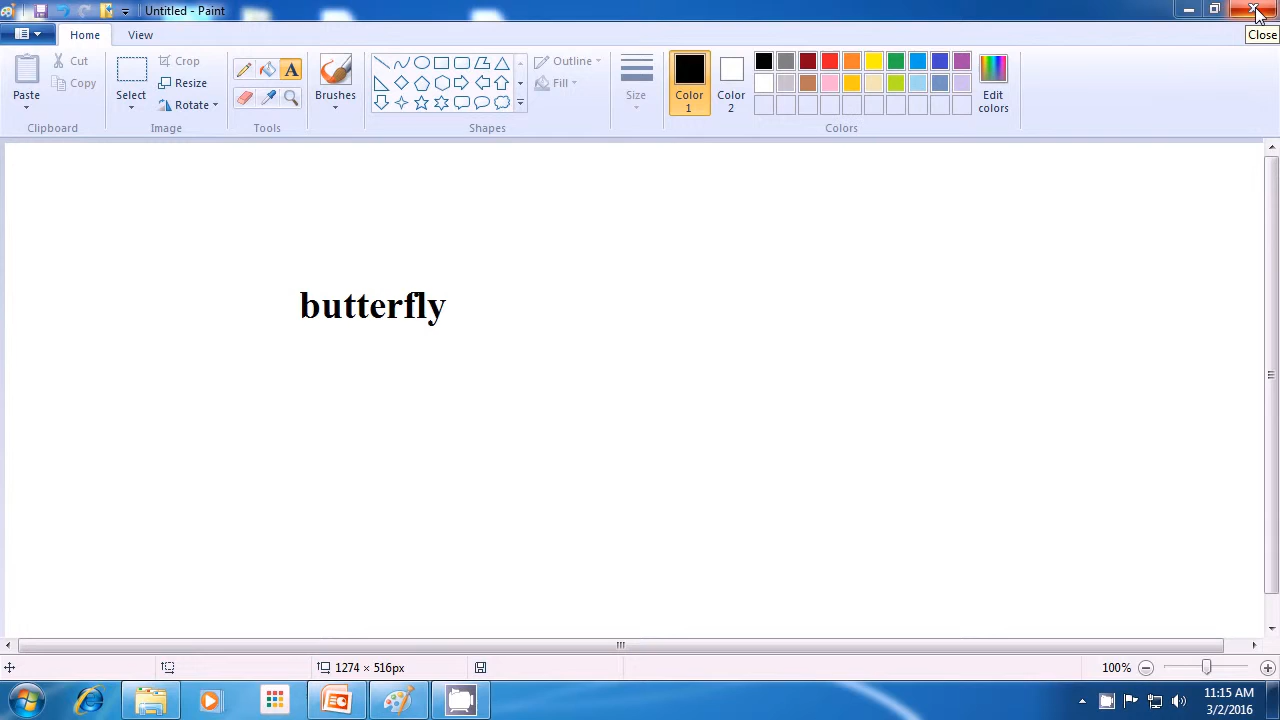 Untitled - Paint
Close
Home View
Cut
Copy
Paste
Clipboard
Crop
Resize
Rotate
Select
Image
A
Tools
Brushes
Shapes
Outline
Fill
Size
Color 1
Color 2
Edit colors
Colors
butterfly
1274 × 516px
100%
11:15 AM
3/2/2016